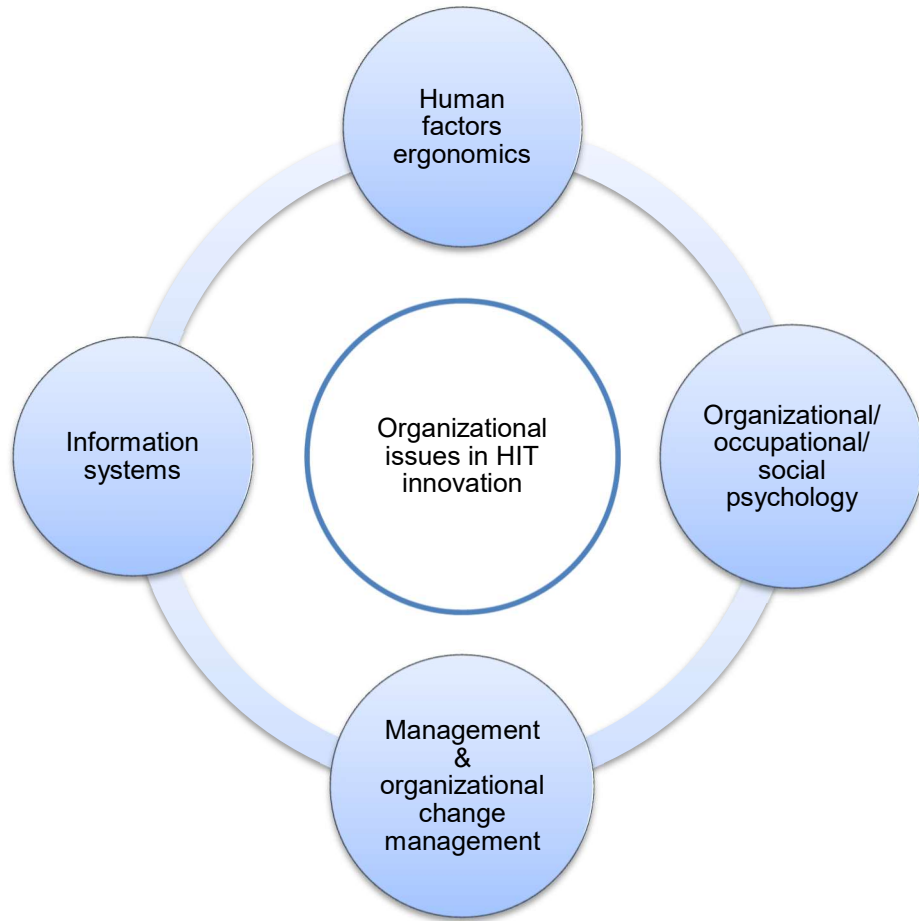 Human
factors
ergonomics
Information
systems
Organizational
issues in HIT
innovation
Organizational/
occupational/
social
psychology
Management
&
organizational
change
management